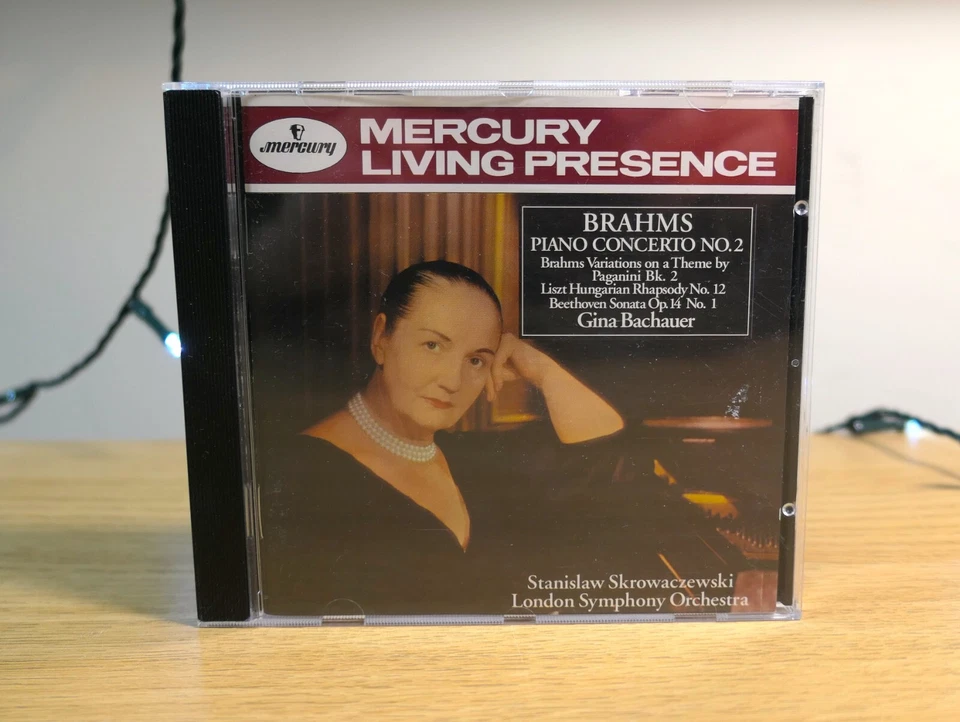 mercury
MERCURY
LIVING PRESENCE
BRAHMS
PIANO CONCERTO NO. 2
Brahms Variations on a Theme by
Paganini Bk. 2
Liszt Hungarian Rhapsody No. 12
Beethoven Sonata Op. 14 No. 1
Gina Bachauer
Stanislaw Skrowaczewski
London Symphony Orchestra